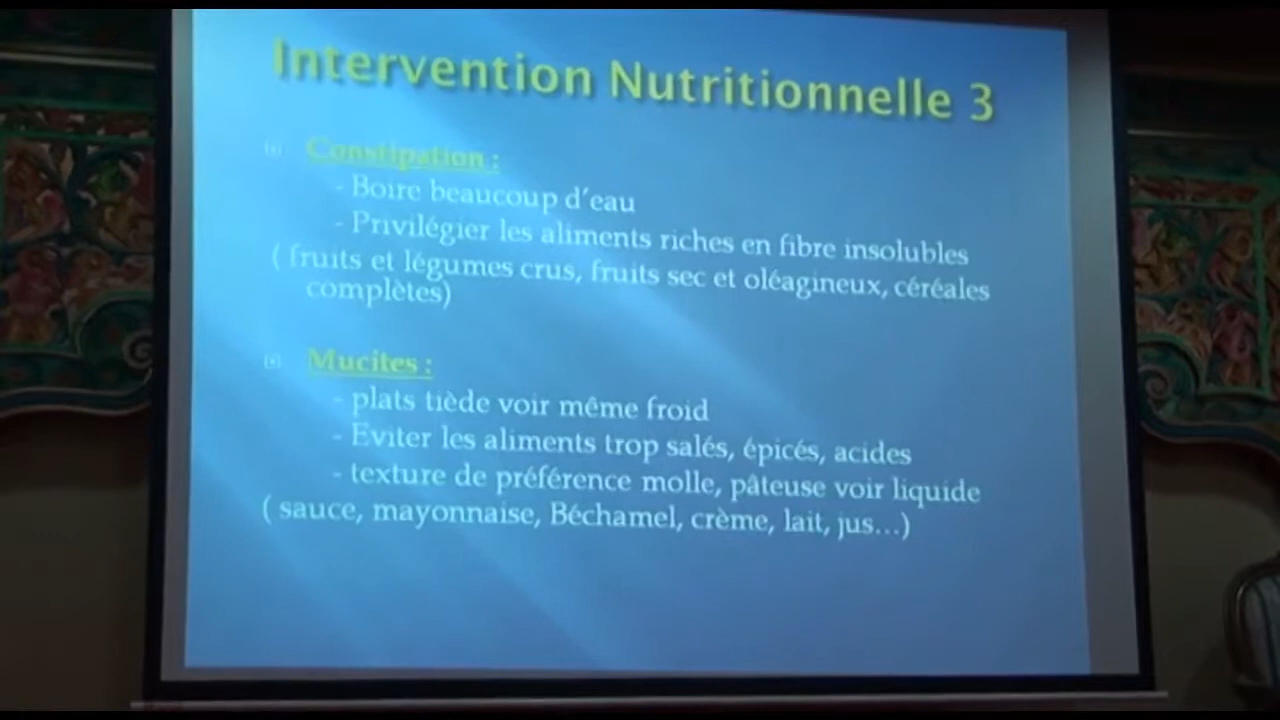 Intervention Nutritionnelle 3
Constipation :
- Boire beaucoup d'eau
- Privilégier les aliments riches en fibre insolubles
( fruits et légumes crus, fruits sec et oléagineux, céréales
complètes)
Mucites :
- plats tiède voir même froid
- Eviter les aliments trop salés, épicés, acides
- texture de préférence molle, pâteuse voir liquide
( sauce, mayonnaise, Béchamel, crème, lait, jus...)